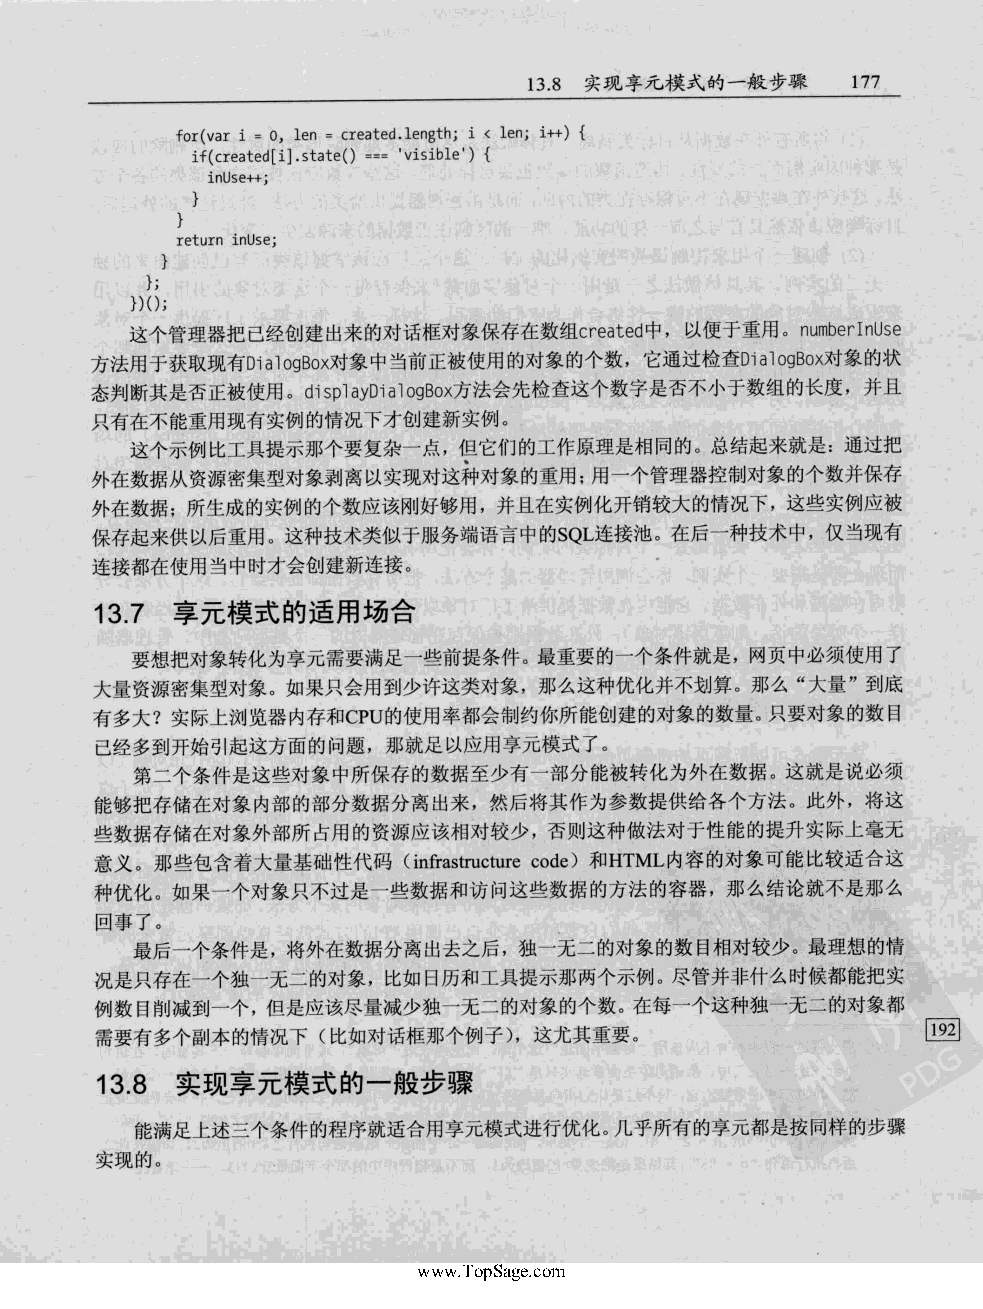 13.8 实现享元模式的一般步骤 177
for(var i = 0, len = created.length; i < len; i++) {
if(created[i].state() === 'visible') {
inUse++;
}
}
return inUse;
}
};
})();
这个管理器把已经创建出来的对话框对象保存在数组created中，以便于重用。numberInUse
方法用于获取现有DialogBox对象中当前正被使用的对象的个数，它通过检查DialogBox对象的状
态判断其是否正被使用。displayDialogBox方法会先检查这个数字是否不小于数组的长度，并且
只有在不能重用现有实例的情况下才创建新实例。
这个示例比工具提示那个要复杂一点，但它们的工作原理是相同的。总结起来就是：通过把
外在数据从资源密集型对象剥离以实现对这种对象的重用；用一个管理器控制对象的个数并保存
外在数据；所生成的实例的个数应该刚好够用，并且在实例化开销较大的情况下，这些实例应被
保存起来供以后重用。这种技术类似于服务端语言中的SQL连接池。在后一种技术中，仅当现有
连接都在使用当中时才会创建新连接。
13.7 享元模式的适用场合
要想把对象转化为享元需要满足一些前提条件。最重要的一个条件就是，网页中必须使用了
大量资源密集型对象。如果只会用到少许这类对象，那么这种优化并不划算。那么“大量”到底
有多大？实际上浏览器内存和CPU的使用率都会制约你所能创建的对象的数量。只要对象的数目
已经多到开始引起这方面的问题，那就足以应用享元模式了。
第二个条件是这些对象中所保存的数据至少有一部分能被转化为外在数据。这就是说必须
能够把存储在对象内部的部分数据分离出来，然后将其作为参数提供给各个方法。此外，将这
些数据存储在对象外部所占用的资源应该相对较少，否则这种做法对于性能的提升实际上毫无
意义。那些包含着大量基础性代码（infrastructure code）和HTML内容的对象可能比较适合这
种优化。如果一个对象只不过是一些数据和访问这些数据的方法的容器，那么结论就不是那么
回事了。
最后一个条件是，将外在数据分离出去之后，独一无二的对象的数目相对较少。最理想的情
况是只存在一个独一无二的对象，比如日历和工具提示那两个示例。尽管并非什么时候都能把实
例数目削减到一个，但是应该尽量减少独一无二的对象的个数。在每一个这种独一无二的对象都
需要有多个副本的情况下（比如对话框那个例子），这尤其重要。
192
PDG
13.8 实现享元模式的一般步骤
能满足上述三个条件的程序就适合用享元模式进行优化。几乎所有的享元都是按同样的步骤
实现的。
www.TopSage.com